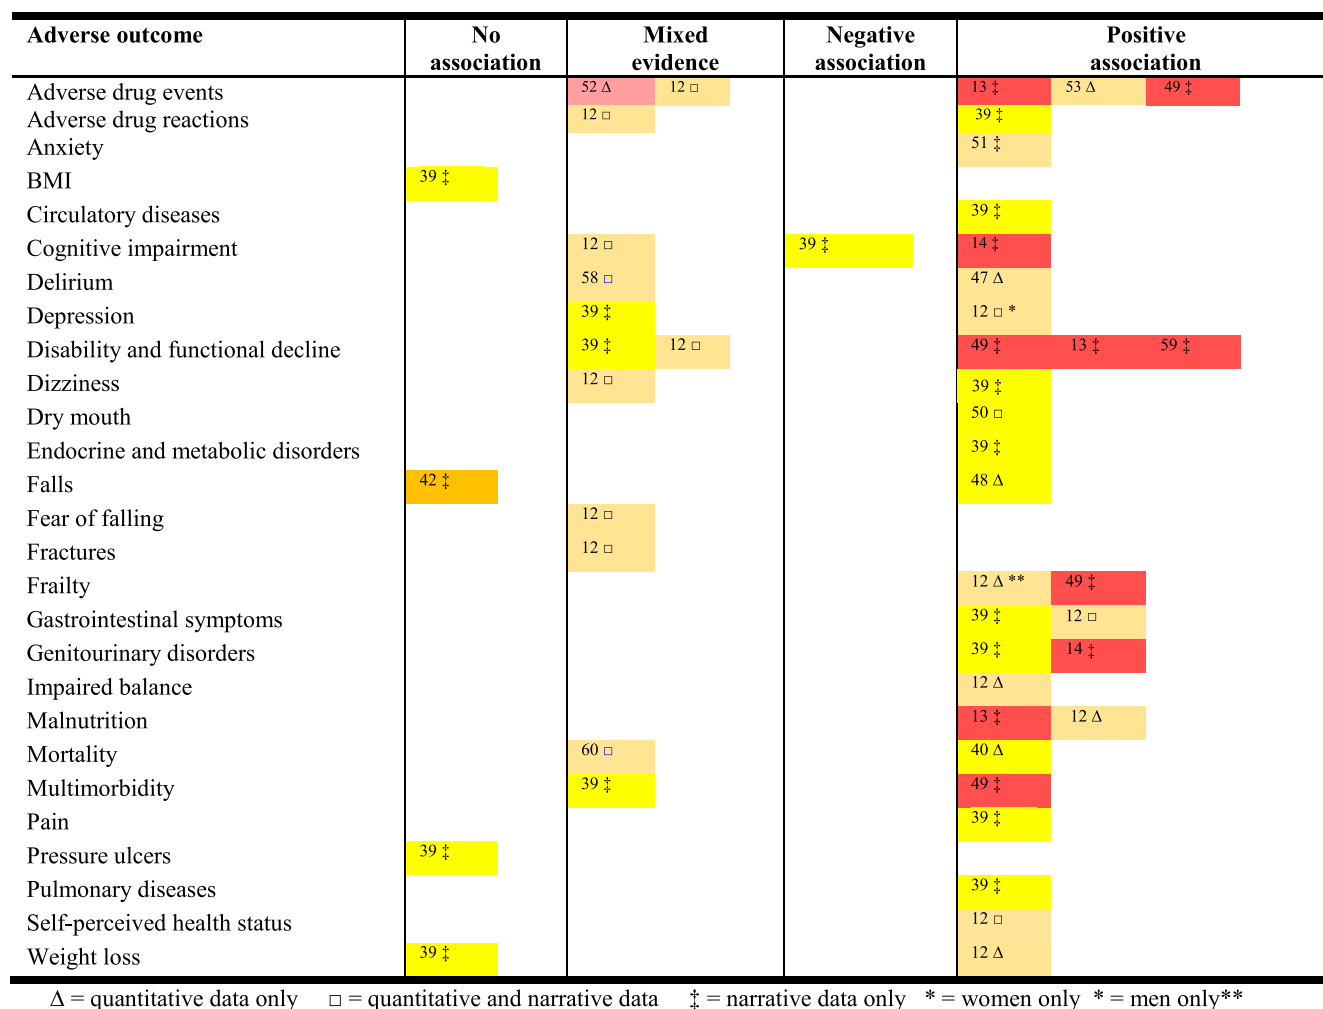 Adverse outcome No association Mixed evidence Negative association Positive association
Adverse drug events 52 Δ 12 □ 13 ‡ 53 Δ 49 ‡
Adverse drug reactions 12 □ 39 ‡
Anxiety 51 ‡
BMI 39 ‡
Circulatory diseases 39 ‡
Cognitive impairment 12 □ 39 ‡ 14 ‡
Delirium 58 □ 47 Δ
Depression 39 ‡ 12 □ *
Disability and functional decline 39 ‡ 12 □ 49 ‡ 13 ‡ 59 ‡
Dizziness 12 □ 39 ‡
Dry mouth 50 □
Endocrine and metabolic disorders 39 ‡
Falls 42 ‡ 48 Δ
Fear of falling 12 □
Fractures 12 □
Frailty 12 Δ ** 49 ‡
Gastrointestinal symptoms 39 ‡ 12 □
Genitourinary disorders 39 ‡ 14 ‡
Impaired balance 12 Δ
Malnutrition 13 ‡ 12 Δ
Mortality 60 □ 40 Δ
Multimorbidity 39 ‡ 49 ‡
Pain 39 ‡
Pressure ulcers 39 ‡
Pulmonary diseases 39 ‡
Self-perceived health status 12 □
Weight loss 39 ‡ 12 Δ
Δ = quantitative data only □ = quantitative and narrative data ‡ = narrative data only * = women only * = men only**